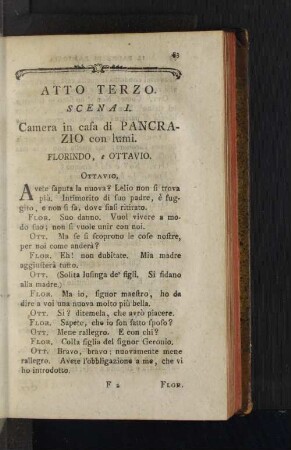 ATTO TERZO.
SCENA I.
Camera in casa di PANCRA-
ZIO con lumi.
FLORINDO, e OTTAVIO.
OTTAVIO,
Avete saputa la nuova? Lelio non si trova
più. Intimorito di suo padre, è fug-
gito, e non si sa, dove siasi ritirato.
FLOR. Suo danno. Vuol vivere a mo-
do suo; non si vuole unir con noi.
OTT. Ma se si scoprono le cose nostre,
per noi come anderà?
FLOR. Eh! non dubitate. Mia madre
aggiusterà tutto.
OTT. (Solita lusinga de' figli. Si fidano
alla madre.)
FLOR. Ma io, signor maestro, ho da
dire a voi una nuova molto più bella.
OTT. Sì? ditemela, che avrò piacere.
FLOR. Sapete, che io son fatto sposo?
OTT. Mene rallegro. E con chi?
FLOR. Colla figlia del signor Geronio.
OTT. Bravo, bravo; nuovamente mene
rallegro. Avete l'obbligazione a me, che vi
ho introdotto.
F 2 FLOR.